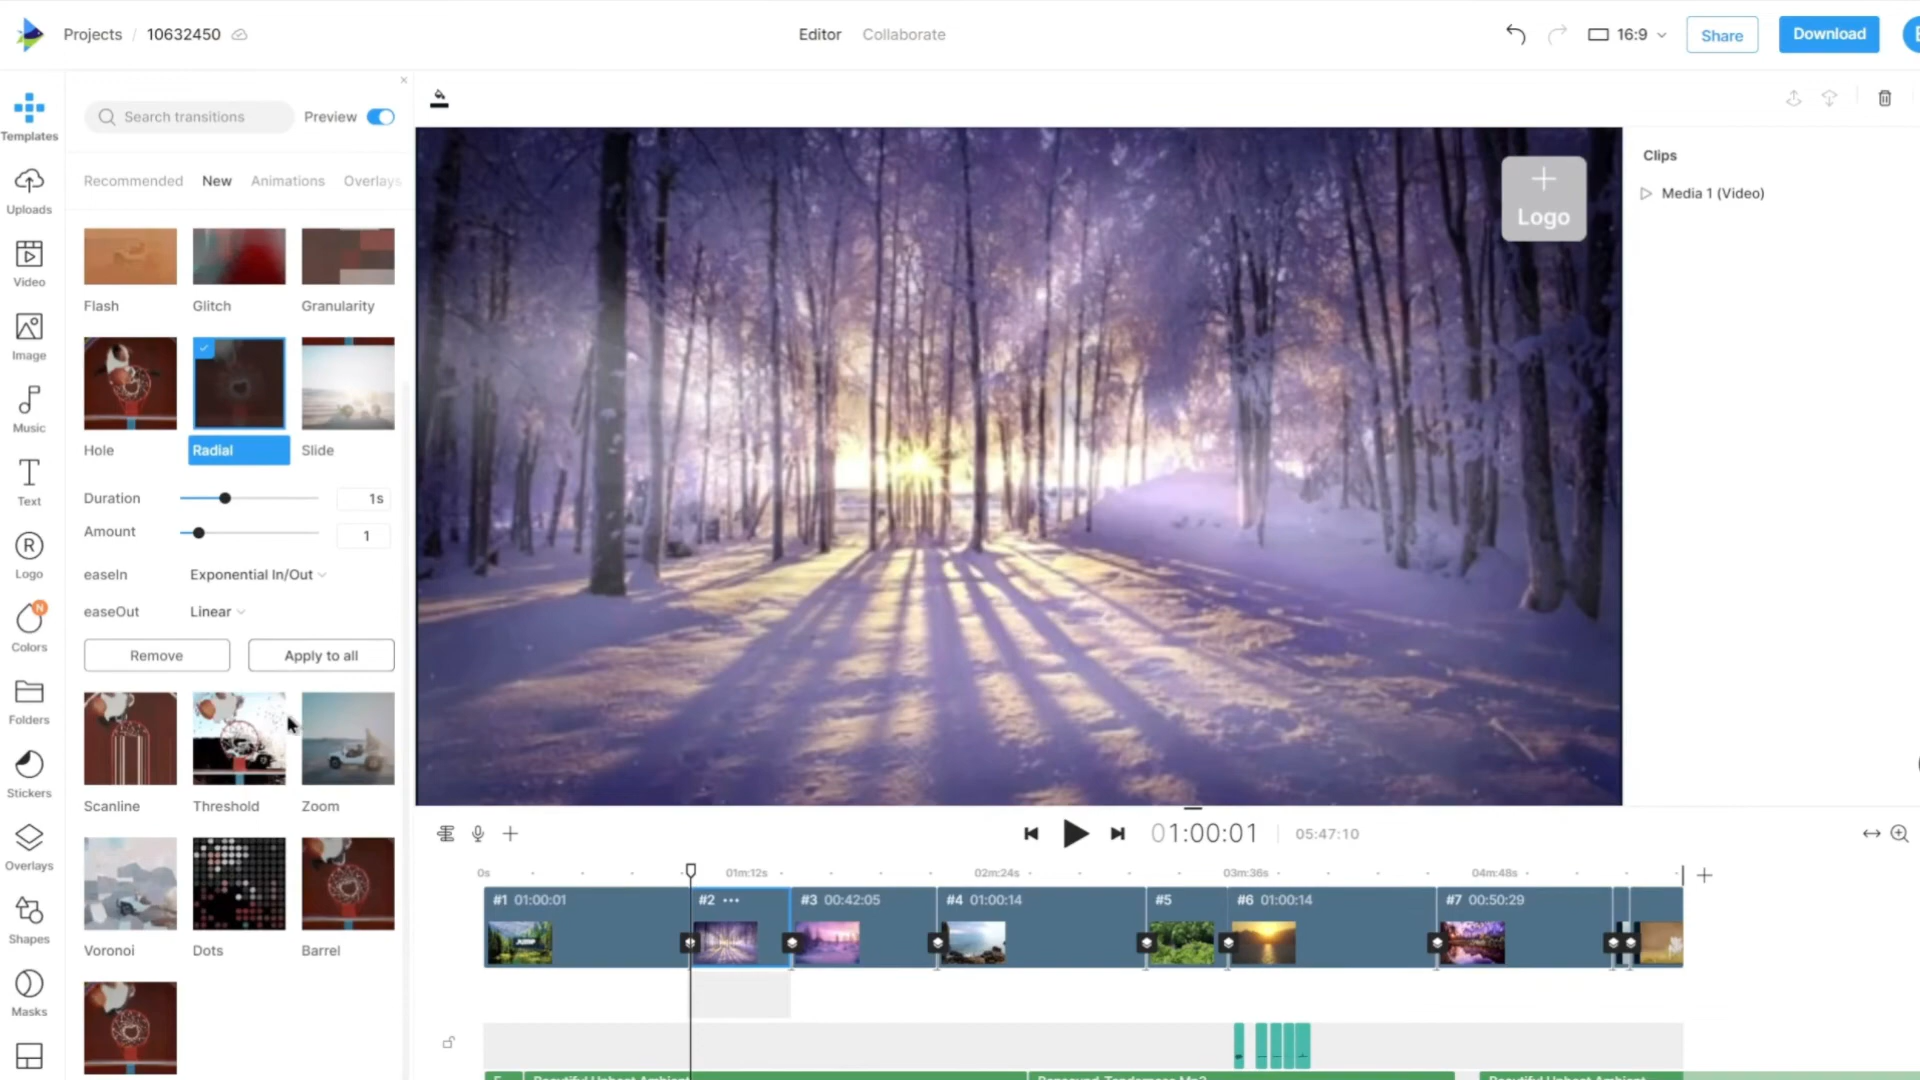 Projects / 10632450
Editor Collaborate
16:9
Share
Download
Templates
Uploads
Video
Image
Music
Text
Logo
Colors
Folders
Stickers
Overlays
Shapes
Masks
Search transitions Preview
Recommended New Animations Overlays
Flash Glitch Granularity
Hole Radial Slide
Duration 1s
Amount 1
easeIn Exponential In/Out
easeOut Linear
Remove Apply to all
Scanline Threshold Zoom
Voronoi Dots Barrel
+
Logo
Clips
Media 1 (Video)
01:00:01 05:47:10
0s 01m:12s 02m:24s 03m:36s 04m:48s
#1 01:00:01 #2 ••• #3 00:42:05 #4 01:00:14 #5 #6 01:00:14 #7 00:50:29
JUMP